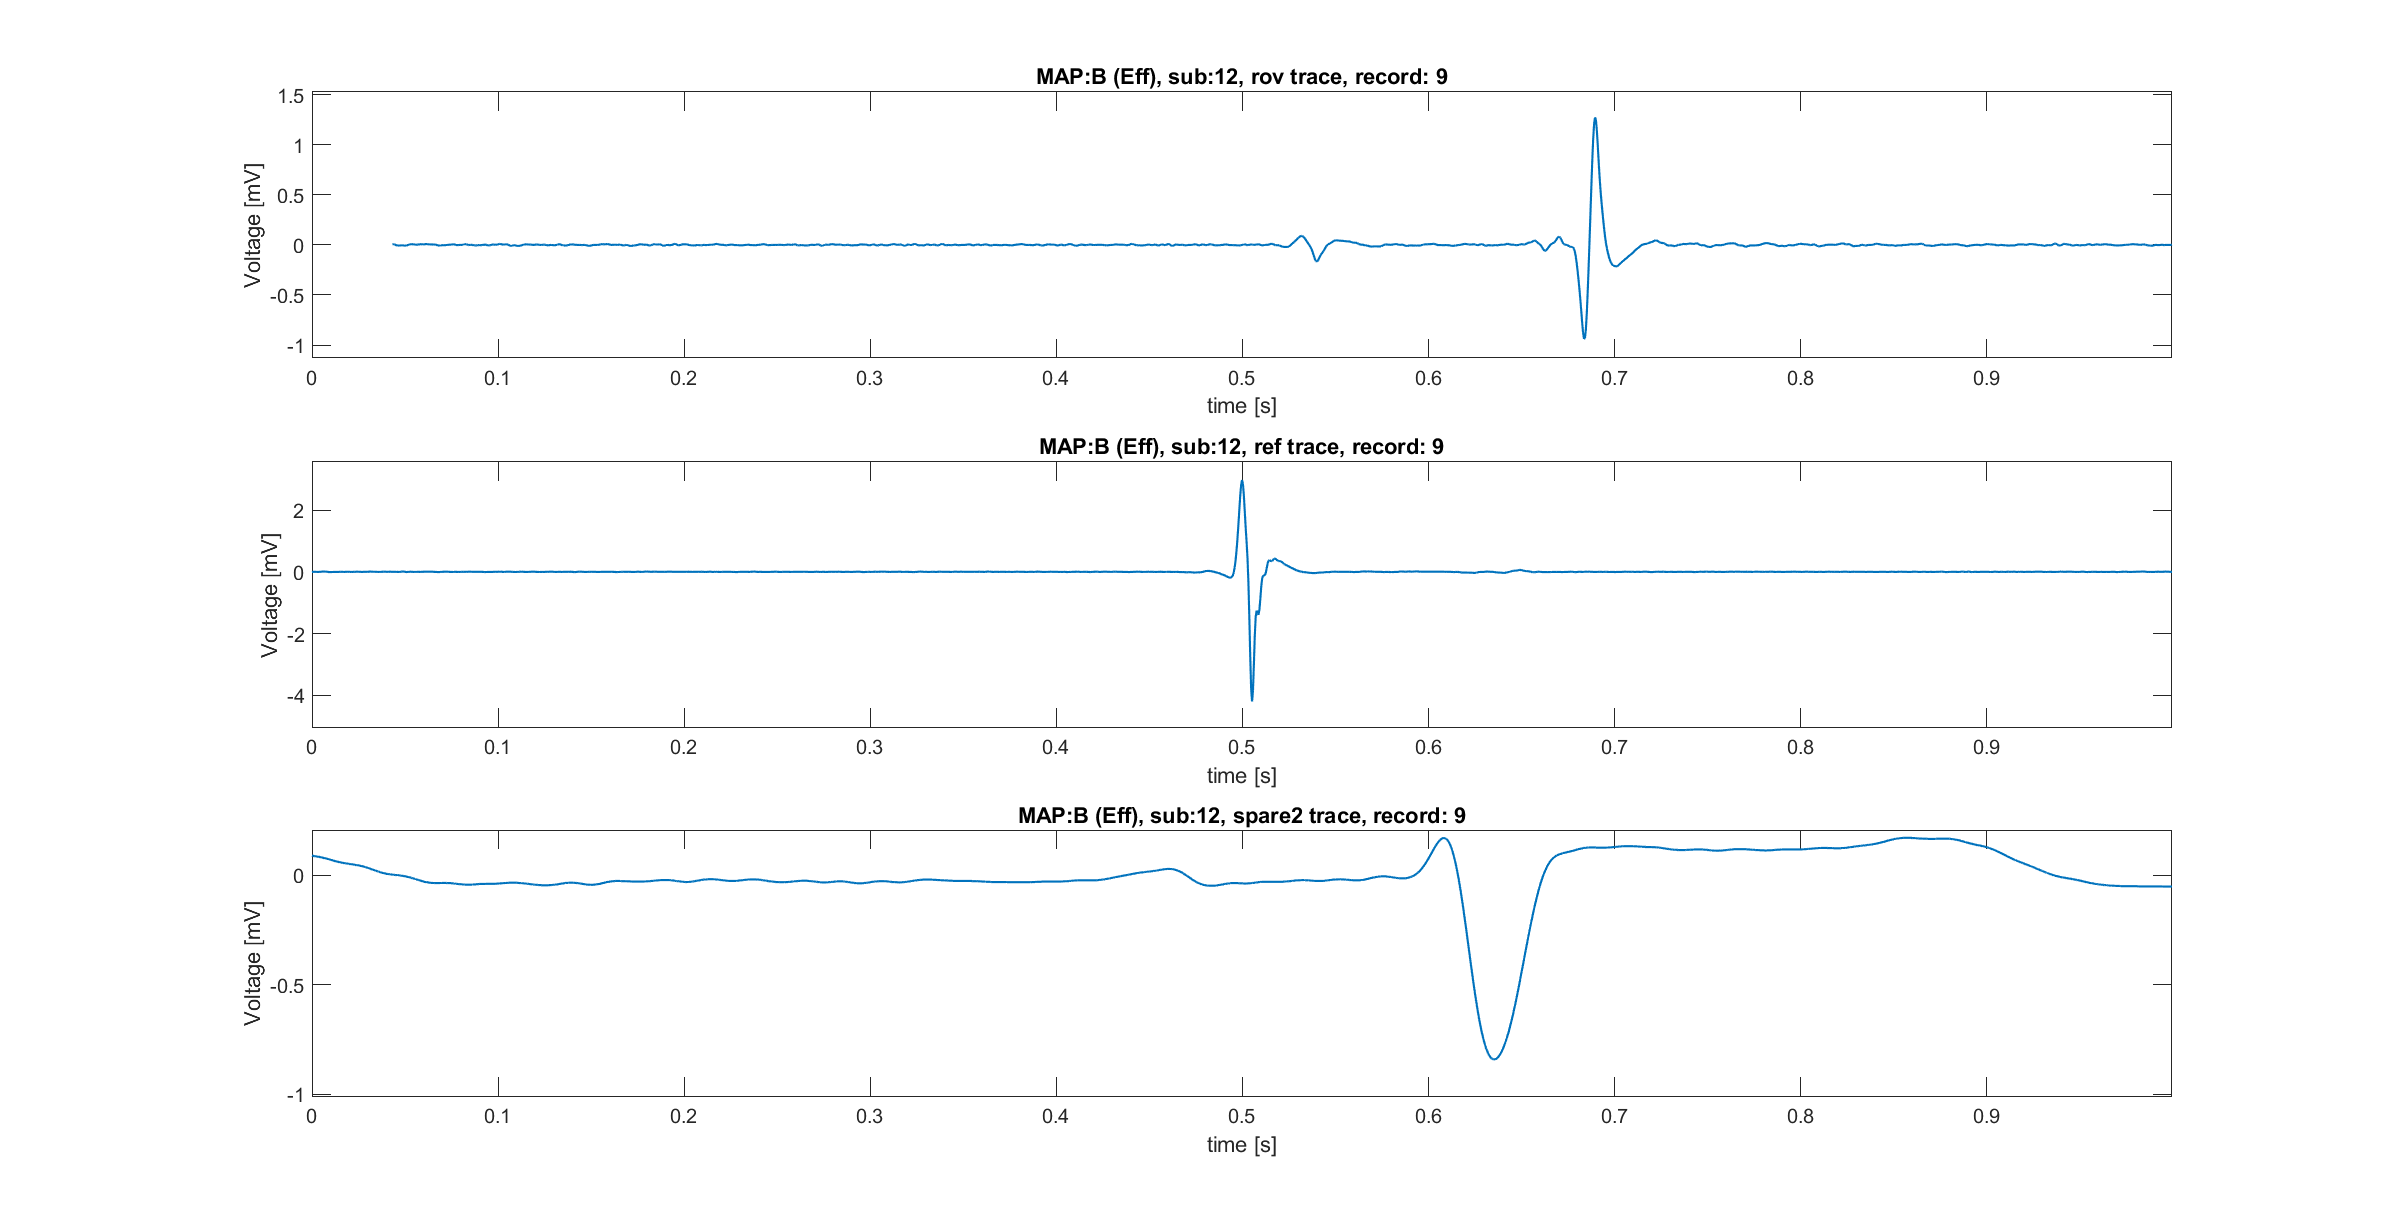 MAP:B (Eff), sub:12, rov trace, record: 9
1.5
1
0.5
0
-0.5
-1
Voltage [mV]
0 0.1 0.2 0.3 0.4 0.5 0.6 0.7 0.8 0.9
time [s]
MAP:B (Eff), sub:12, ref trace, record: 9
2
0
-2
-4
Voltage [mV]
0 0.1 0.2 0.3 0.4 0.5 0.6 0.7 0.8 0.9
time [s]
MAP:B (Eff), sub:12, spare2 trace, record: 9
0
-0.5
-1
Voltage [mV]
0 0.1 0.2 0.3 0.4 0.5 0.6 0.7 0.8 0.9
time [s]